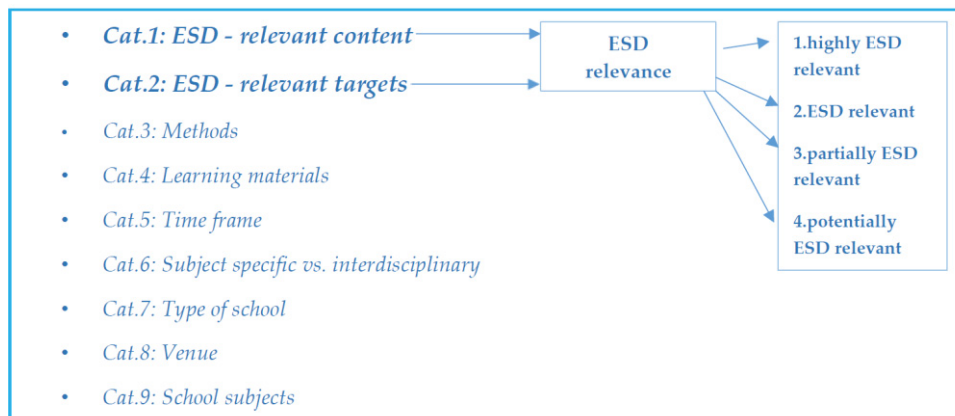 • Cat.1: ESD - relevant content
• Cat.2: ESD - relevant targets
• Cat.3: Methods
• Cat.4: Learning materials
• Cat.5: Time frame
• Cat.6: Subject specific vs. interdisciplinary
• Cat.7: Type of school
• Cat.8: Venue
• Cat.9: School subjects
ESD
relevance
1.highly ESD
relevant
2.ESD relevant
3.partially ESD
relevant
4.potentially
ESD relevant